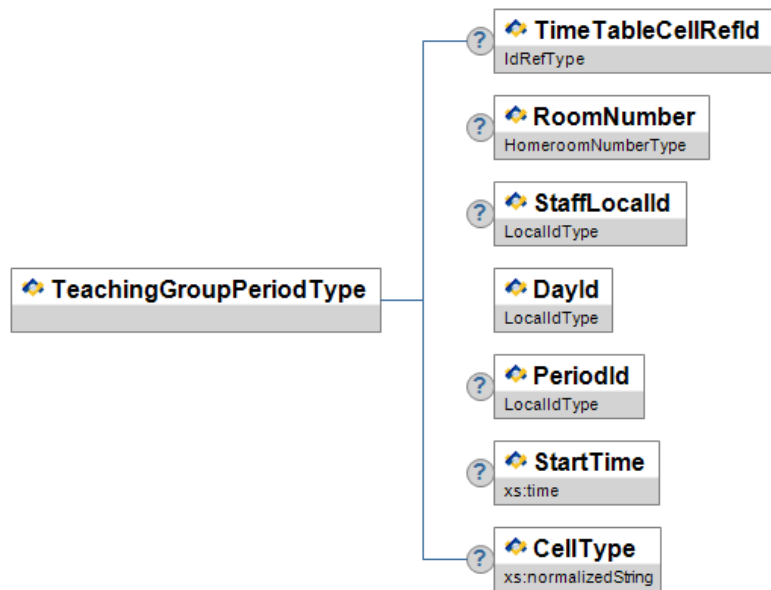 ? TimeTableCellRefId
IdRefType
? RoomNumber
HomeroomNumberType
? StaffLocalId
LocalIdType
TeachingGroupPeriodType
DayId
LocalIdType
? PeriodId
LocalIdType
? StartTime
xs:time
? CellType
xs:normalizedString